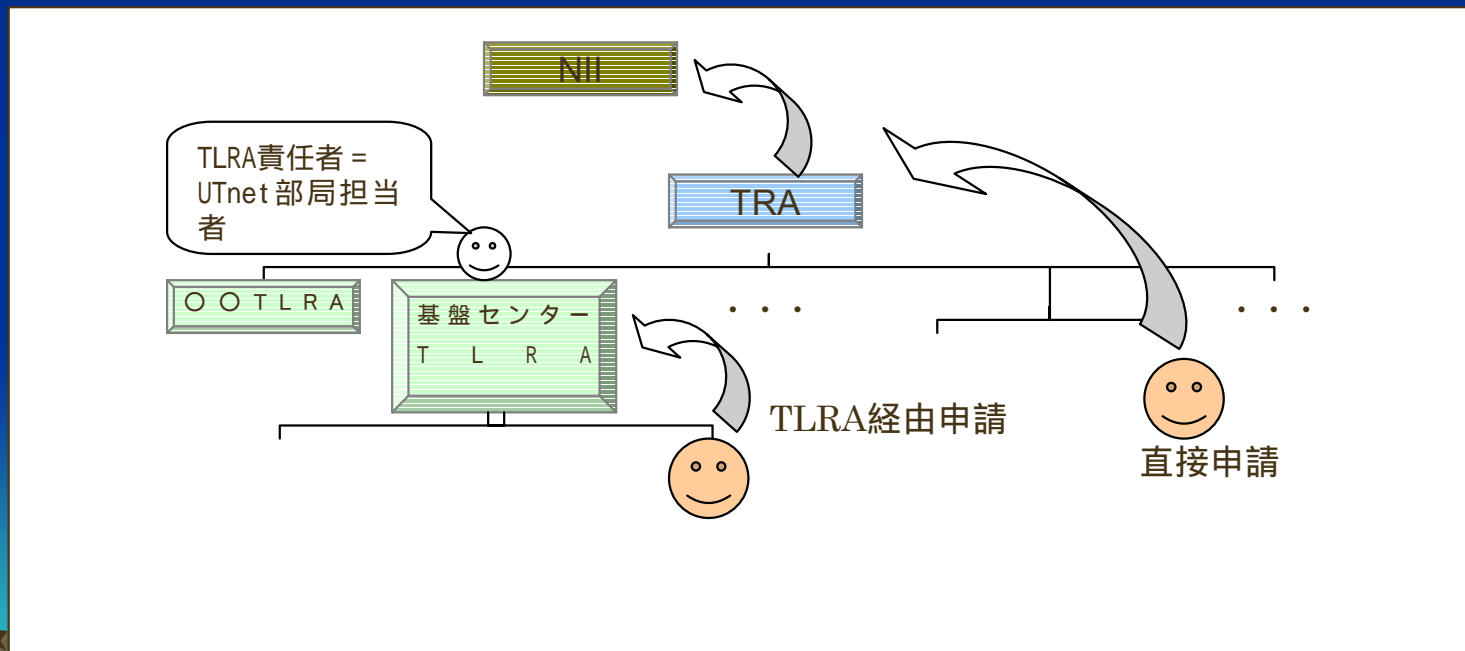 NII
TLRA責任者 =
UTnet部局担当
者
TRA
〇〇TLRA
基盤センター
TLRA
・・・
・・・
TLRA経由申請
直接申請